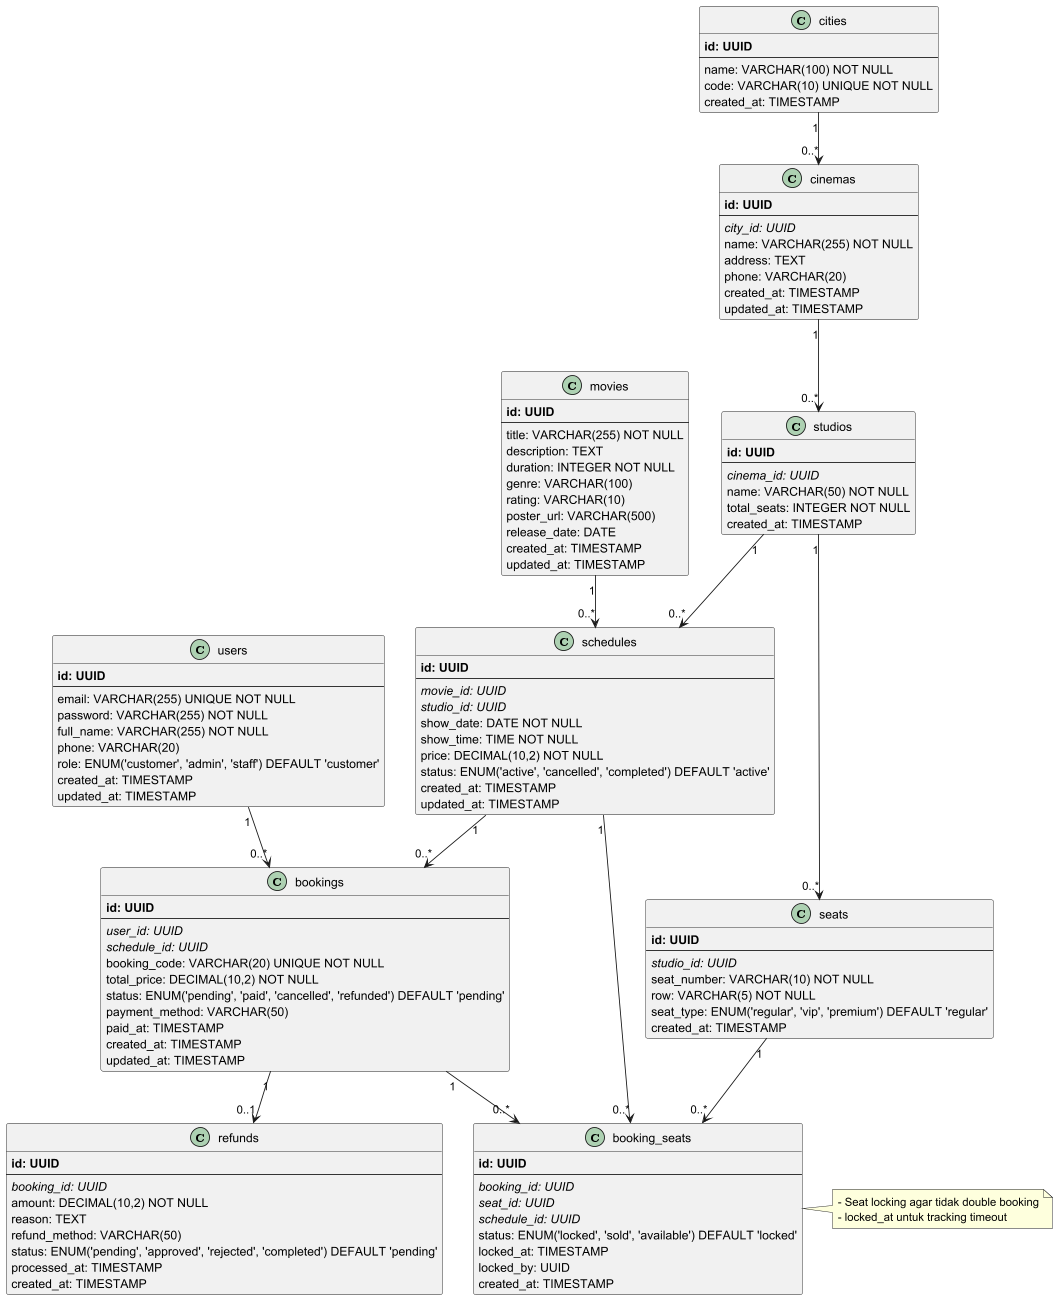 C cities
id: UUID
name: VARCHAR(100) NOT NULL
code: VARCHAR(10) UNIQUE NOT NULL
created_at: TIMESTAMP
1
0..*
C cinemas
id: UUID
city_id: UUID
name: VARCHAR(255) NOT NULL
address: TEXT
phone: VARCHAR(20)
created_at: TIMESTAMP
updated_at: TIMESTAMP
1
0..*
C movies
id: UUID
title: VARCHAR(255) NOT NULL
description: TEXT
duration: INTEGER NOT NULL
genre: VARCHAR(100)
rating: VARCHAR(10)
poster_url: VARCHAR(500)
release_date: DATE
created_at: TIMESTAMP
updated_at: TIMESTAMP
1
0..*
C studios
id: UUID
cinema_id: UUID
name: VARCHAR(50) NOT NULL
total_seats: INTEGER NOT NULL
created_at: TIMESTAMP
1
0..*
1
0..*
C users
id: UUID
email: VARCHAR(255) UNIQUE NOT NULL
password: VARCHAR(255) NOT NULL
full_name: VARCHAR(255) NOT NULL
phone: VARCHAR(20)
role: ENUM('customer', 'admin', 'staff') DEFAULT 'customer'
created_at: TIMESTAMP
updated_at: TIMESTAMP
1
0..*
C schedules
id: UUID
movie_id: UUID
studio_id: UUID
show_date: DATE NOT NULL
show_time: TIME NOT NULL
price: DECIMAL(10,2) NOT NULL
status: ENUM('active', 'cancelled', 'completed') DEFAULT 'active'
created_at: TIMESTAMP
updated_at: TIMESTAMP
1
0..*
1
0..*
C bookings
id: UUID
user_id: UUID
schedule_id: UUID
booking_code: VARCHAR(20) UNIQUE NOT NULL
total_price: DECIMAL(10,2) NOT NULL
status: ENUM('pending', 'paid', 'cancelled', 'refunded') DEFAULT 'pending'
payment_method: VARCHAR(50)
paid_at: TIMESTAMP
created_at: TIMESTAMP
updated_at: TIMESTAMP
1
0..1
1
0..*
C seats
id: UUID
studio_id: UUID
seat_number: VARCHAR(10) NOT NULL
row: VARCHAR(5) NOT NULL
seat_type: ENUM('regular', 'vip', 'premium') DEFAULT 'regular'
created_at: TIMESTAMP
1
0..*
C refunds
id: UUID
booking_id: UUID
amount: DECIMAL(10,2) NOT NULL
reason: TEXT
refund_method: VARCHAR(50)
status: ENUM('pending', 'approved', 'rejected', 'completed') DEFAULT 'pending'
processed_at: TIMESTAMP
created_at: TIMESTAMP
C booking_seats
id: UUID
booking_id: UUID
seat_id: UUID
schedule_id: UUID
status: ENUM('locked', 'sold', 'available') DEFAULT 'locked'
locked_at: TIMESTAMP
locked_by: UUID
created_at: TIMESTAMP
- Seat locking agar tidak double booking
- locked_at untuk tracking timeout